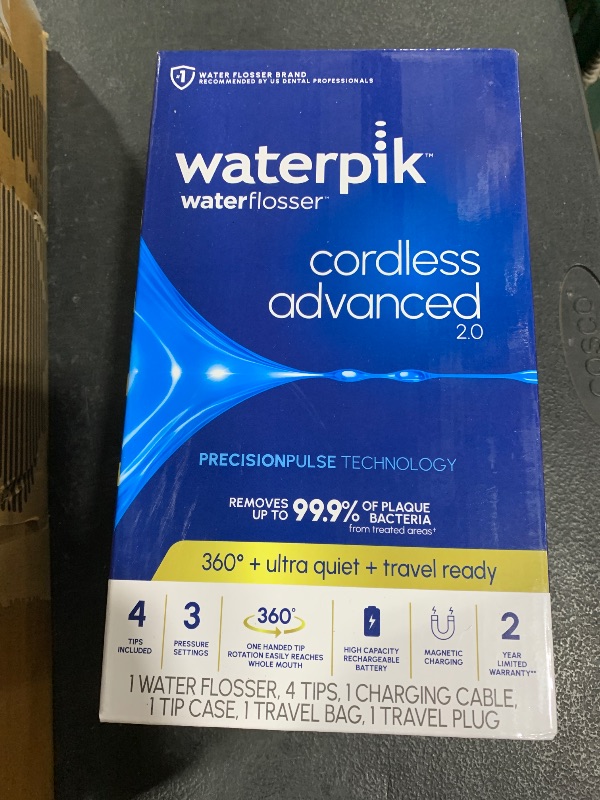 #1 WATER FLOSSER BRAND
RECOMMENDED BY US DENTAL PROFESSIONALS
waterpik™
waterflosser™
cordless
advanced
2.0
PRECISIONPULSE TECHNOLOGY
REMOVES
UP TO 99.9% OF PLAQUE
BACTERIA
from treated areas†
360° + ultra quiet + travel ready
4
TIPS
INCLUDED
3
PRESSURE
SETTINGS
360°
ONE HANDED TIP
ROTATION EASILY REACHES
WHOLE MOUTH
HIGH CAPACITY
RECHARGEABLE
BATTERY
MAGNETIC
CHARGING
2
YEAR
LIMITED
WARRANTY**
1 WATER FLOSSER, 4 TIPS, 1 CHARGING CABLE,
1 TIP CASE, 1 TRAVEL BAG, 1 TRAVEL PLUG
COSCO